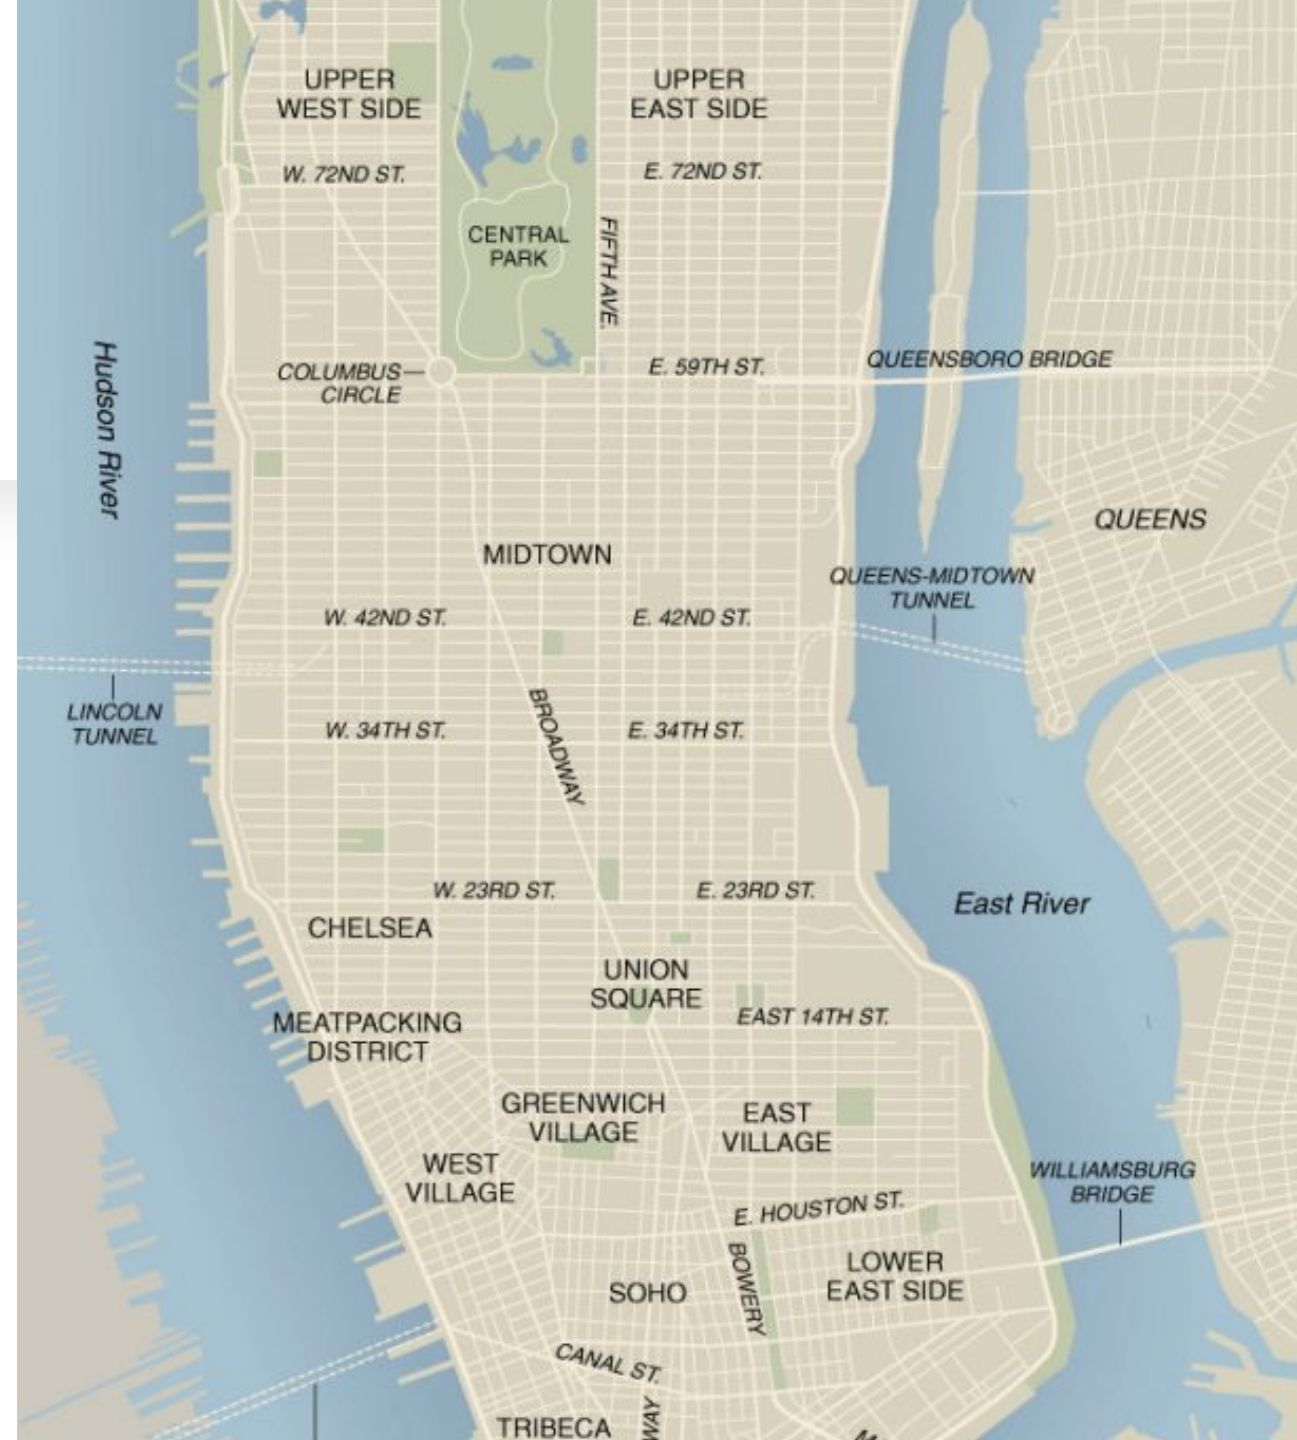 UPPER
WEST SIDE
UPPER
EAST SIDE
W. 72ND ST.
E. 72ND ST.
CENTRAL
PARK
FIFTH AVE.
Hudson River
COLUMBUS
CIRCLE
E. 59TH ST.
QUEENSBORO BRIDGE
QUEENS
MIDTOWN
QUEENS-MIDTOWN
TUNNEL
W. 42ND ST.
E. 42ND ST.
LINCOLN
TUNNEL
BROADWAY
W. 34TH ST.
E. 34TH ST.
W. 23RD ST.
E. 23RD ST.
East River
CHELSEA
UNION
SQUARE
EAST 14TH ST.
MEATPACKING
DISTRICT
GREENWICH
VILLAGE
EAST
VILLAGE
WEST
VILLAGE
WILLIAMSBURG
BRIDGE
E. HOUSTON ST.
BOWERY
LOWER
EAST SIDE
SOHO
CANAL ST.
TRIBECA
WAY